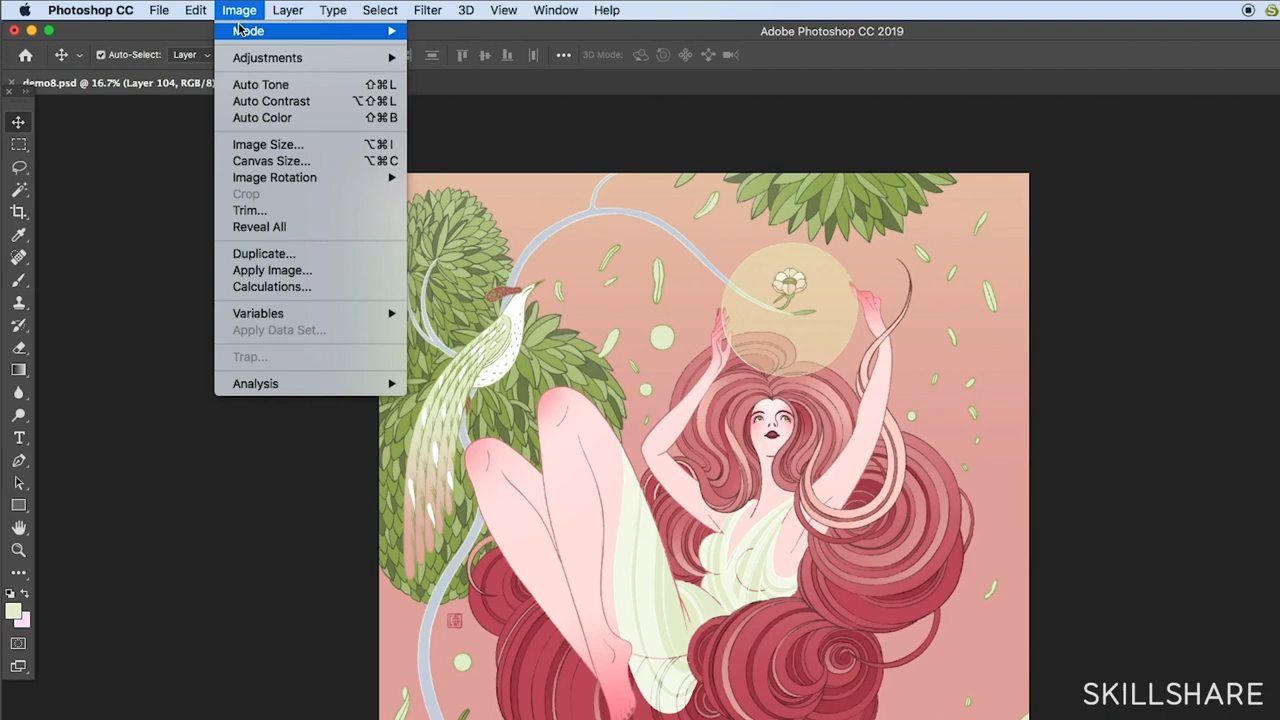 Photoshop CC File Edit Image Layer Type Select Filter 3D View Window Help
Adobe Photoshop CC 2019
Auto-Select: Layer 3D Mode:
demo8.psd @ 16.7% (Layer 104, RGB/8)
Mode
Adjustments
Auto Tone ⇧⌘L
Auto Contrast ⌥⇧⌘L
Auto Color ⇧⌘B
Image Size... ⌥⌘I
Canvas Size... ⌥⌘C
Image Rotation
Crop
Trim...
Reveal All
Duplicate...
Apply Image...
Calculations...
Variables
Apply Data Set...
Trap...
Analysis
SKILLSHARE